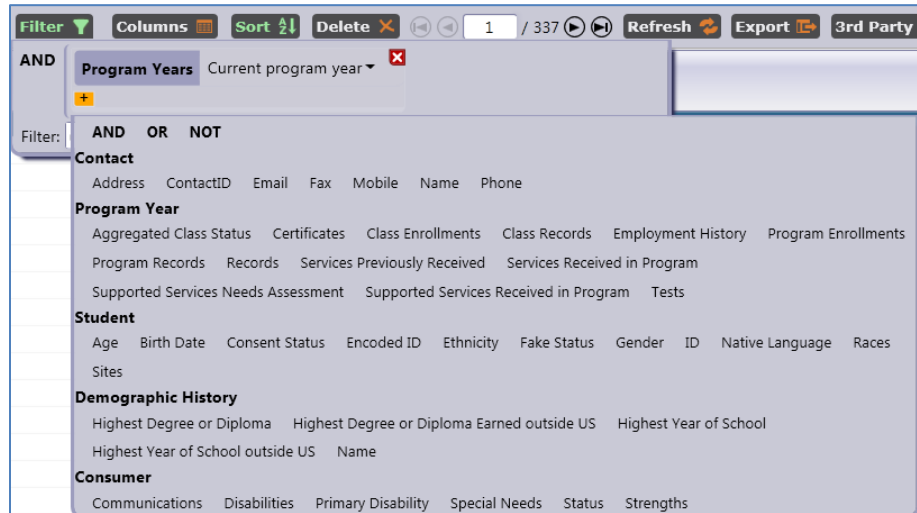 Filter Columns Sort Delete 1 / 337 Refresh Export 3rd Party
AND Program Years Current program year
+
Filter:
AND OR NOT
Contact
Address ContactID Email Fax Mobile Name Phone
Program Year
Aggregated Class Status Certificates Class Enrollments Class Records Employment History Program Enrollments
Program Records Records Services Previously Received Services Received in Program
Supported Services Needs Assessment Supported Services Received in Program Tests
Student
Age Birth Date Consent Status Encoded ID Ethnicity Fake Status Gender ID Native Language Races
Sites
Demographic History
Highest Degree or Diploma Highest Degree or Diploma Earned outside US Highest Year of School
Highest Year of School outside US Name
Consumer
Communications Disabilities Primary Disability Special Needs Status Strengths